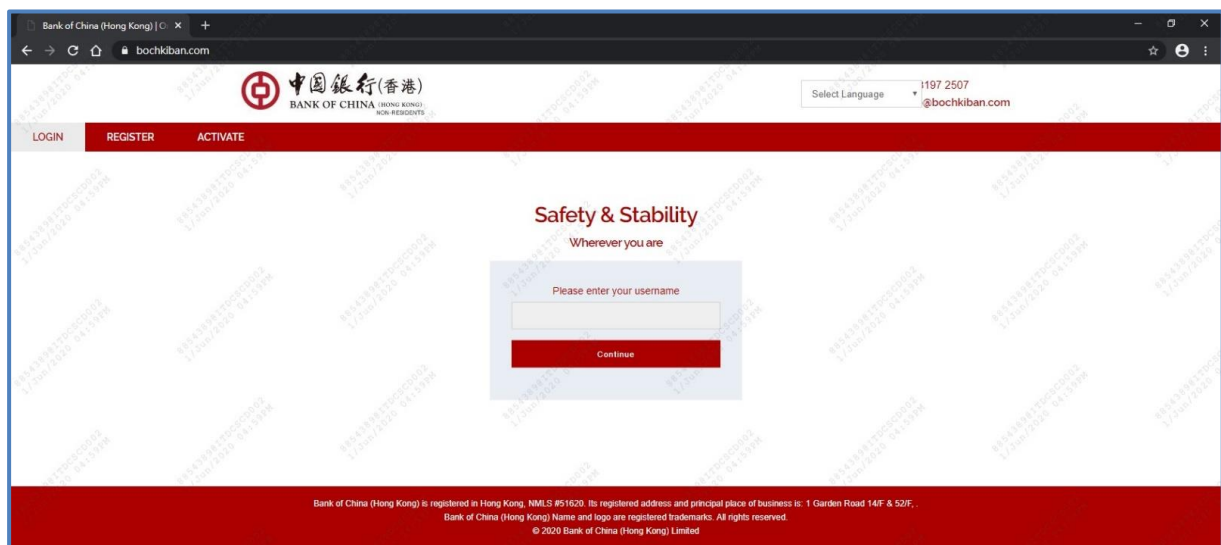 Bank of China (Hong Kong) | O
bochkiban.com
中國銀行(香港)
BANK OF CHINA (HONG KONG)
NON-RESIDENTS
Select Language
197 2507
@bochkiban.com
LOGIN REGISTER ACTIVATE
Safety & Stability
Wherever you are
Please enter your username
Continue
Bank of China (Hong Kong) is registered in Hong Kong, NMLS #51620. Its registered address and principal place of business is: 1 Garden Road 14/F & 52/F, .
Bank of China (Hong Kong) Name and logo are registered trademarks. All rights reserved.
© 2020 Bank of China (Hong Kong) Limited